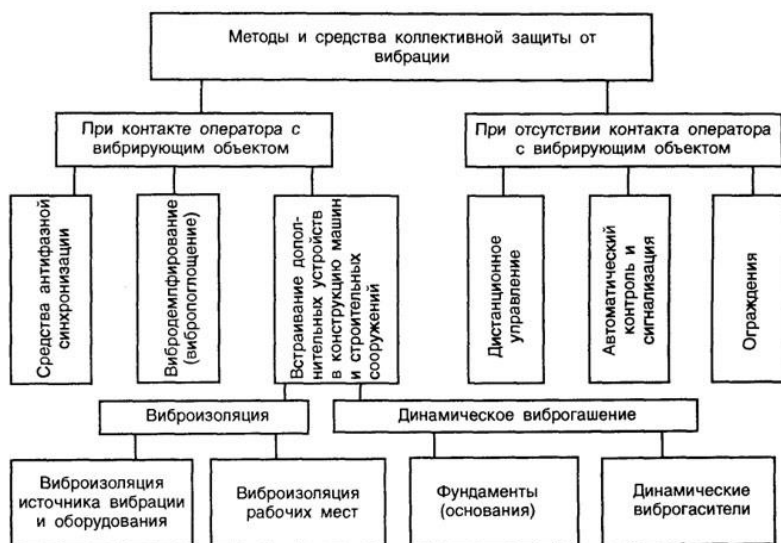 Методы и средства коллективной защиты от
вибрации
При контакте оператора с
вибрирующим объектом
При отсутствии контакта оператора
с вибрирующим объектом
Средства антифазной
синхронизации
Вибродемпфирование
(вибропоглощение)
Встраивание допол-
нительных устройств
в конструкцию машин
и строительных
сооружений
Дистанционное
управление
Автоматический
контроль и
сигнализация
Ограждения
Виброизоляция
Динамическое виброгашение
Виброизоляция
источника вибрации
и оборудования
Виброизоляция
рабочих мест
Фундаменты
(основания)
Динамические
виброгасители